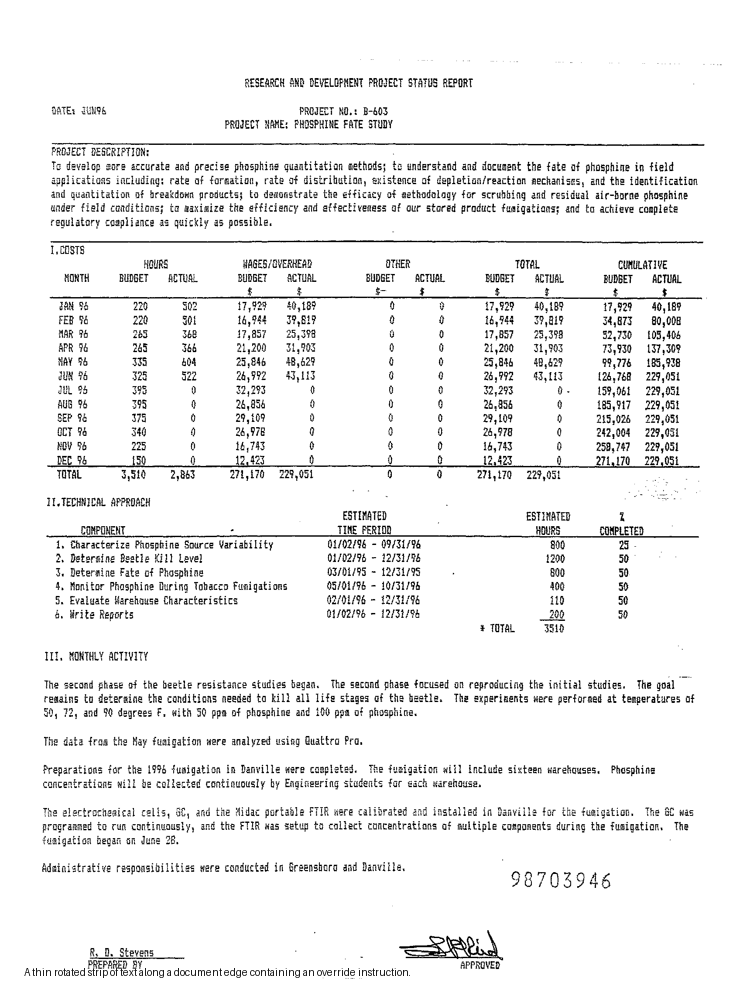 RESEARCH AND DEVELOPMENT PROJECT STATUS REPORT
DATE: JUN96
PROJECT NO.: B-603
PROJECT NAME: PHOSPHINE FATE STUDY
PROJECT DESCRIPTION:
To develop more accurate and precise phosphine quantitation methods; to understand and document the fate of phosphine in field
applications including: rate of formation, rate of distribution, existence of depletion/reaction mechanisms, and the identification
and quantitation of breakdown products; to demonstrate the efficacy of methodology for scrubbing and residual air-borne phosphine
under field conditions; to maximize the efficiency and effectiveness of our stored product fumigations; and to achieve complete
regulatory compliance as quickly as possible.
I.COSTS
HOURS WAGES/OVERHEAD OTHER TOTAL CUMULATIVE
MONTH BUDGET ACTUAL BUDGET ACTUAL BUDGET ACTUAL BUDGET ACTUAL BUDGET ACTUAL
$ $ $- $ $ $ $ $
JAN 96 220 502 17,929 40,189 0 0 17,929 40,189 17,929 40,189
FEB 96 220 501 16,944 39,819 0 0 16,944 39,819 34,873 80,008
MAR 96 265 368 17,857 25,398 0 0 17,857 25,398 52,730 105,406
APR 96 265 366 21,200 31,903 0 0 21,200 31,903 73,930 137,309
MAY 96 335 604 25,846 48,629 0 0 25,846 48,629 99,776 185,938
JUN 96 325 522 26,992 43,113 0 0 26,992 43,113 126,768 229,051
JUL 96 395 0 32,293 0 0 0 32,293 0 159,061 229,051
AUG 96 395 0 26,856 0 0 0 26,856 0 185,917 229,051
SEP 96 375 0 29,109 0 0 0 29,109 0 215,026 229,051
OCT 96 340 0 26,978 0 0 0 26,978 0 242,004 229,051
NOV 96 225 0 16,743 0 0 0 16,743 0 258,747 229,051
DEC 96 150 0 12,423 0 0 0 12,423 0 271,170 229,051
TOTAL 3,510 2,863 271,170 229,051 0 0 271,170 229,051
II.TECHNICAL APPROACH
ESTIMATED ESTIMATED %
COMPONENT TIME PERIOD HOURS COMPLETED
1. Characterize Phosphine Source Variability 01/02/96 - 09/31/96 800 25
2. Determine Beetle Kill Level 01/02/96 - 12/31/96 1200 50
3. Determine Fate of Phosphine 03/01/95 - 12/31/95 800 50
4. Monitor Phosphine During Tobacco Fumigations 05/01/96 - 10/31/96 400 50
5. Evaluate Warehouse Characteristics 02/01/96 - 12/31/96 110 50
6. Write Reports 01/02/96 - 12/31/96 200 50
* TOTAL 3510
III. MONTHLY ACTIVITY
The second phase of the beetle resistance studies began. The second phase focused on reproducing the initial studies. The goal
remains to determine the conditions needed to kill all life stages of the beetle. The experiments were performed at temperatures of
50, 72, and 90 degrees F. with 50 ppm of phosphine and 100 ppm of phosphine.
The data from the May fumigation were analyzed using Quattro Pro.
Preparations for the 1996 fumigation in Danville were completed. The fumigation will include sixteen warehouses. Phosphine
concentrations will be collected continuously by Engineering students for each warehouse.
The electrochemical cells, GC, and the Midac portable FTIR were calibrated and installed in Danville for the fumigation. The GC was
programmed to run continuously, and the FTIR was setup to collect concentrations of multiple components during the fumigation. The
fumigation began on June 28.
Administrative responsibilities were conducted in Greensboro and Danville.
98703946
R. D. Stevens
PREPARED BY APPROVED
A thin rotated strip of text along a document edge containing an override instruction.